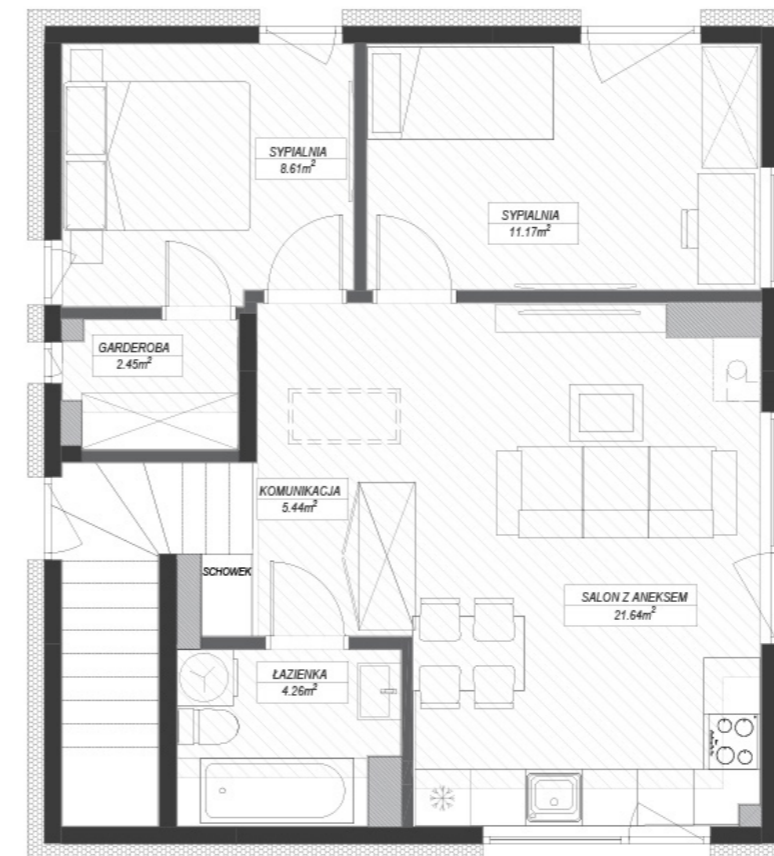 SYPIALNIA
8.61m²
SYPIALNIA
11.17m²
GARDEROBA
2.45m²
KOMUNIKACJA
5.44m²
SCHOWEK
SALON Z ANEKSEM
21.64m²
ŁAZIENKA
4.26m²